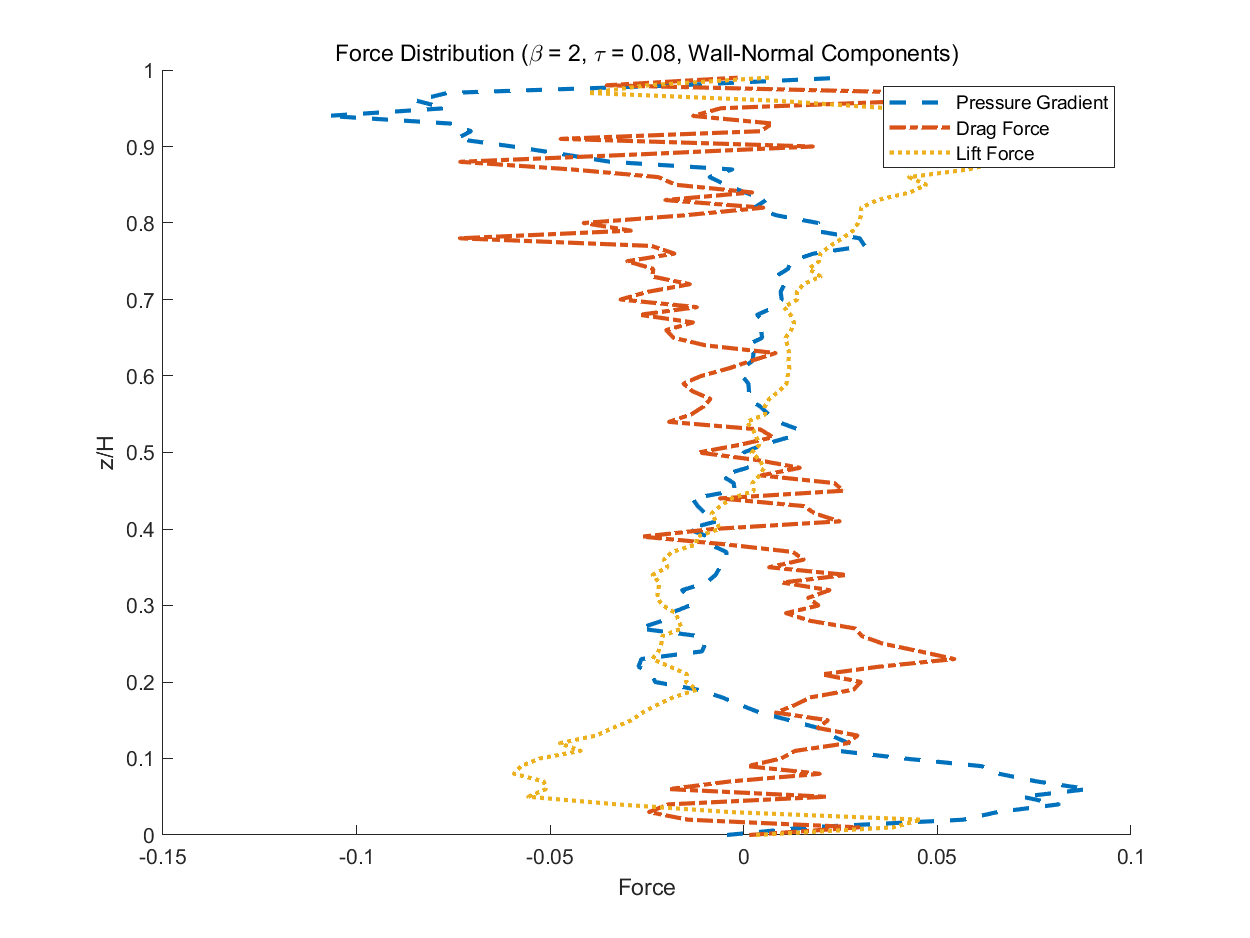 Force Distribution (β = 2, τ = 0.08, Wall-Normal Components)
1
0.9
0.8
0.7
0.6
0.5
0.4
0.3
0.2
0.1
0
z/H
Pressure Gradient
Drag Force
Lift Force
-0.15 -0.1 -0.05 0 0.05 0.1
Force